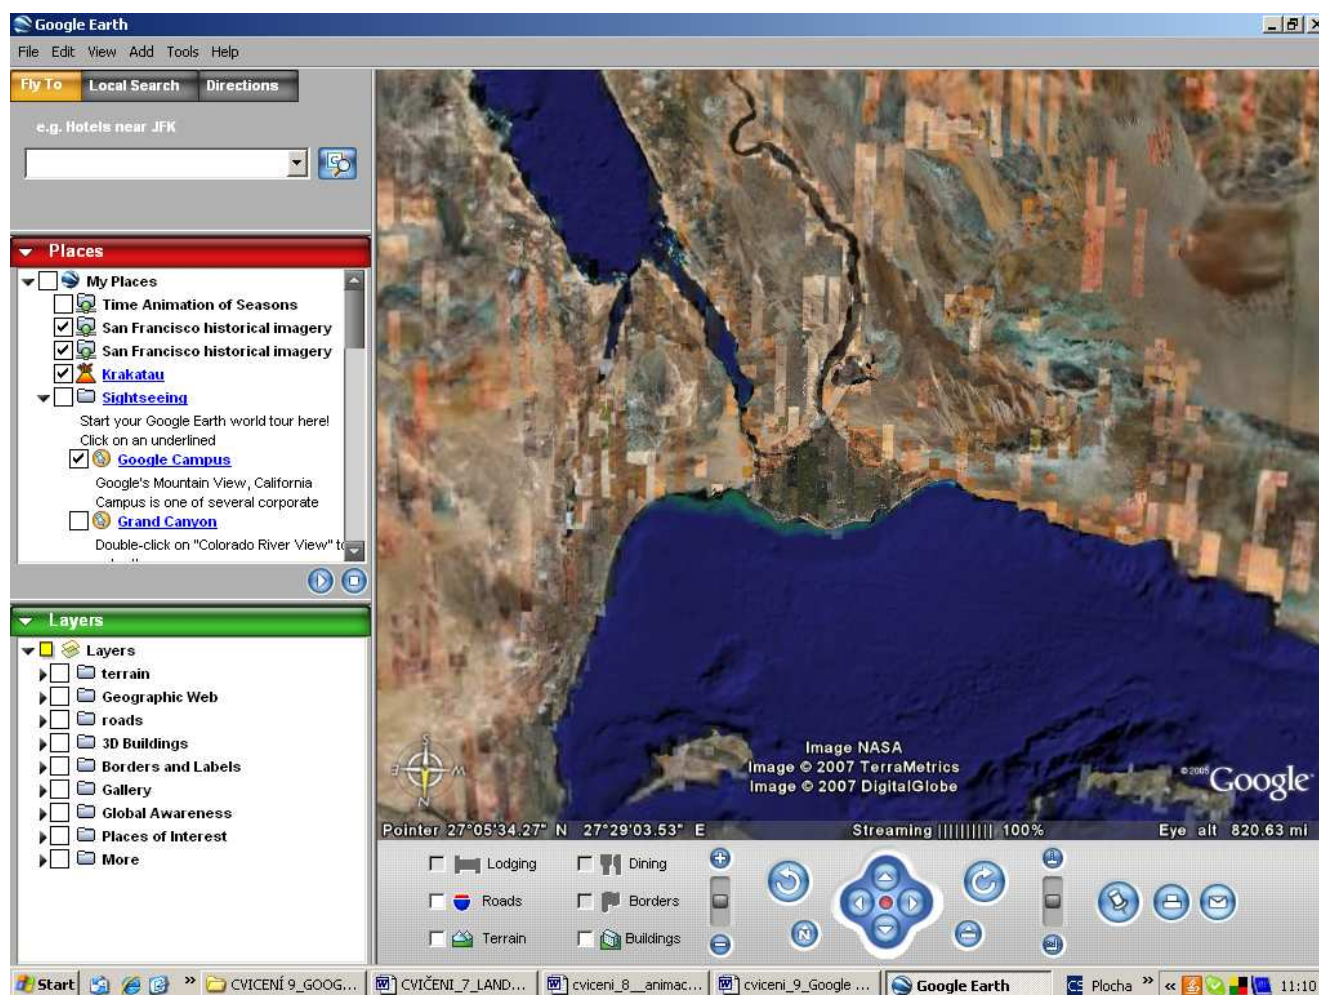 Google Earth
File Edit View Add Tools Help
Fly To Local Search Directions
e.g. Hotels near JFK
Places
My Places
Time Animation of Seasons
San Francisco historical imagery
San Francisco historical imagery
Krakatau
Sightseeing
Start your Google Earth world tour here!
Click on an underlined
Google Campus
Google's Mountain View, California
Campus is one of several corporate
Grand Canyon
Double-click on "Colorado River View" to
Layers
Layers
terrain
Geographic Web
roads
3D Buildings
Borders and Labels
Gallery
Global Awareness
Places of Interest
More
S
E W
N
Image NASA
Image © 2007 TerraMetrics
Image © 2007 DigitalGlobe
©2005 Google
Pointer 27°05'34.27" N 27°29'03.53" E Streaming |||||||||| 100% Eye alt 820.63 mi
Lodging Dining
Roads Borders
Terrain Buildings
N
Start » CVICENÍ 9_GOOG... CVIČENI_7_LAND... cviceni_8__animac... cviceni_9_Google ... Google Earth CS Plocha » « 11:10